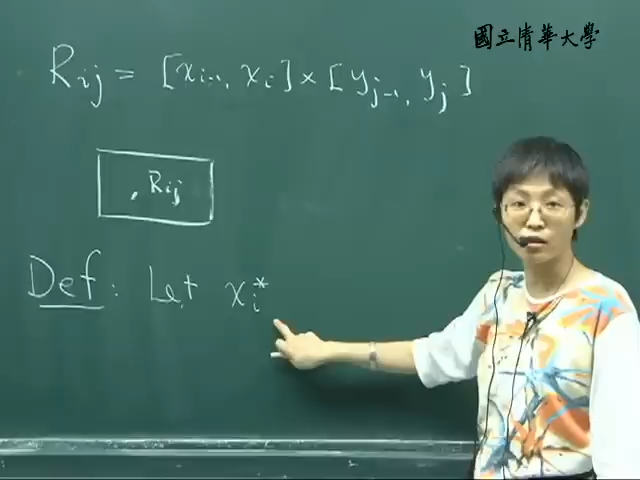 國立清華大學
Rij = [xi-1, xi] × [yj-1, yj]
Rij
Def: Let xi*